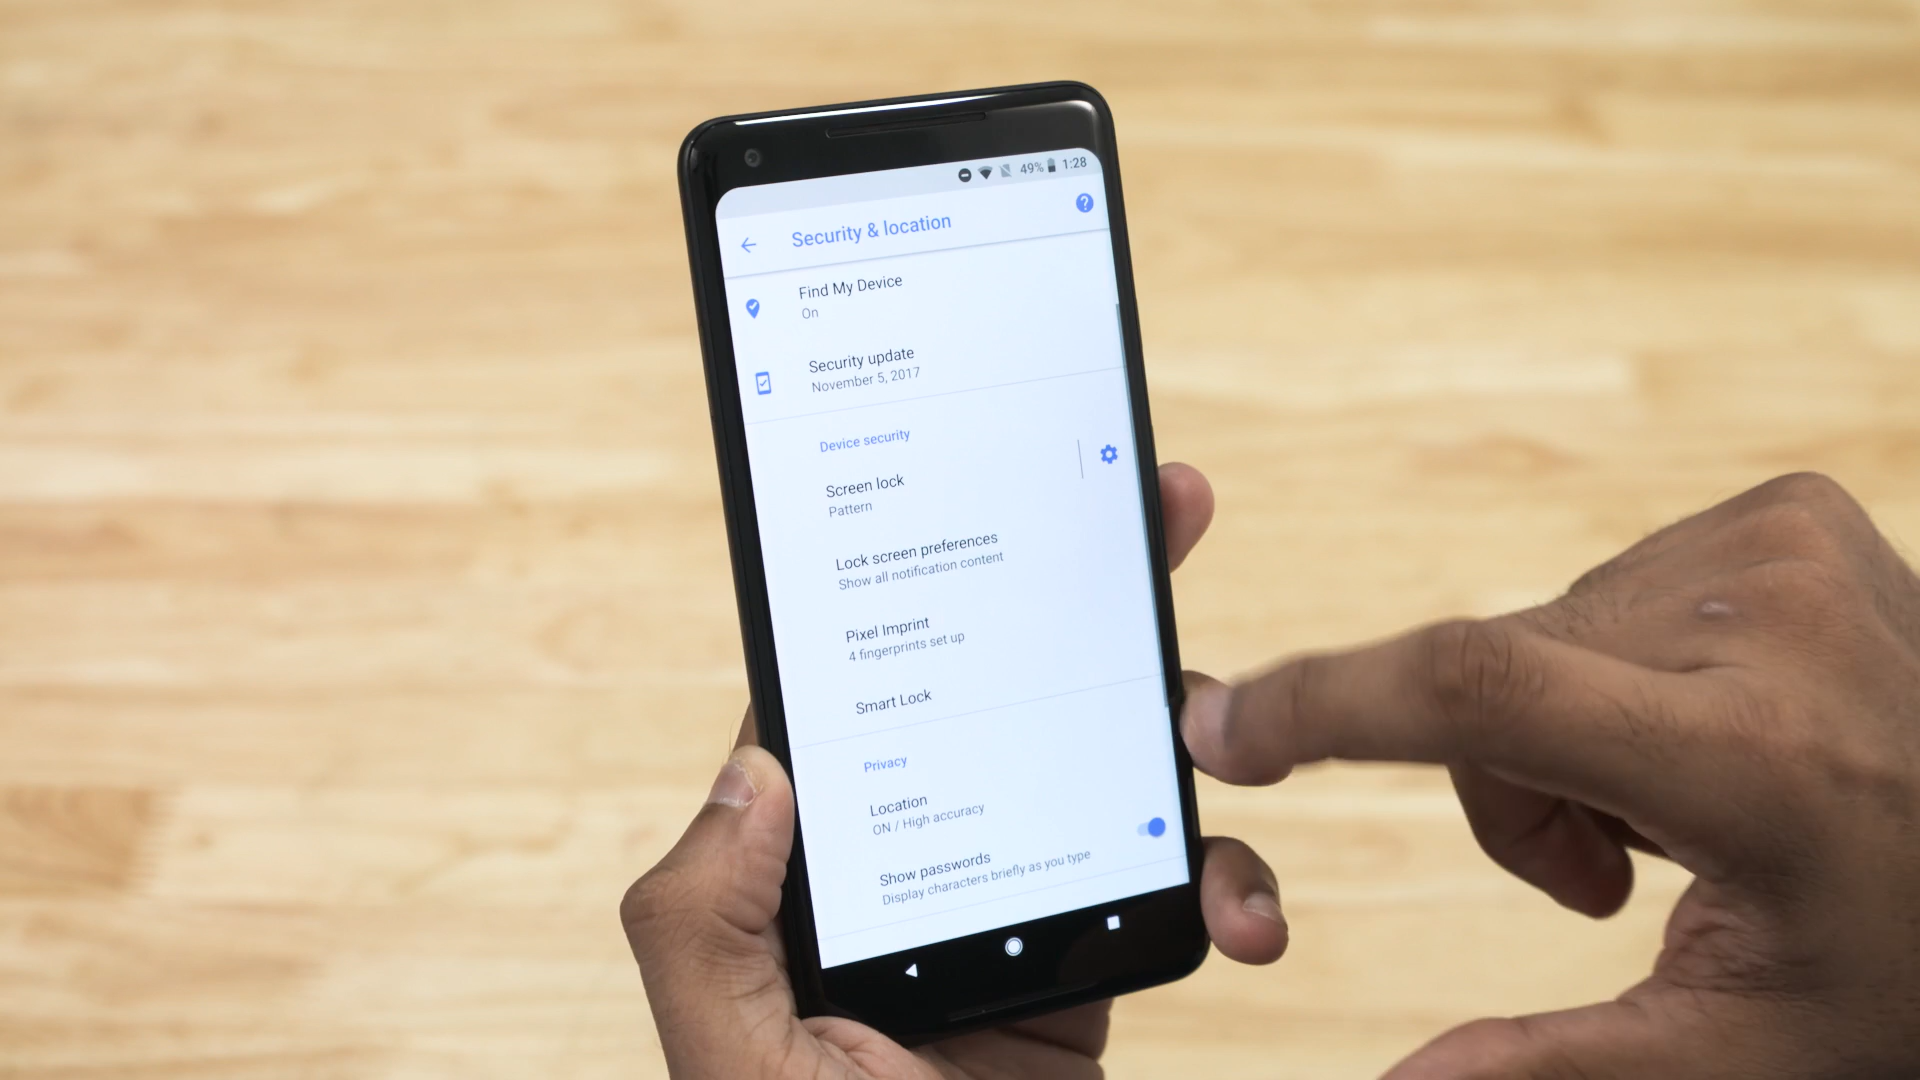 49% 1:28
Security & location
Find My Device
On
Security update
November 5, 2017
Device security
Screen lock
Pattern
Lock screen preferences
Show all notification content
Pixel Imprint
4 fingerprints set up
Smart Lock
Privacy
Location
ON / High accuracy
Show passwords
Display characters briefly as you type